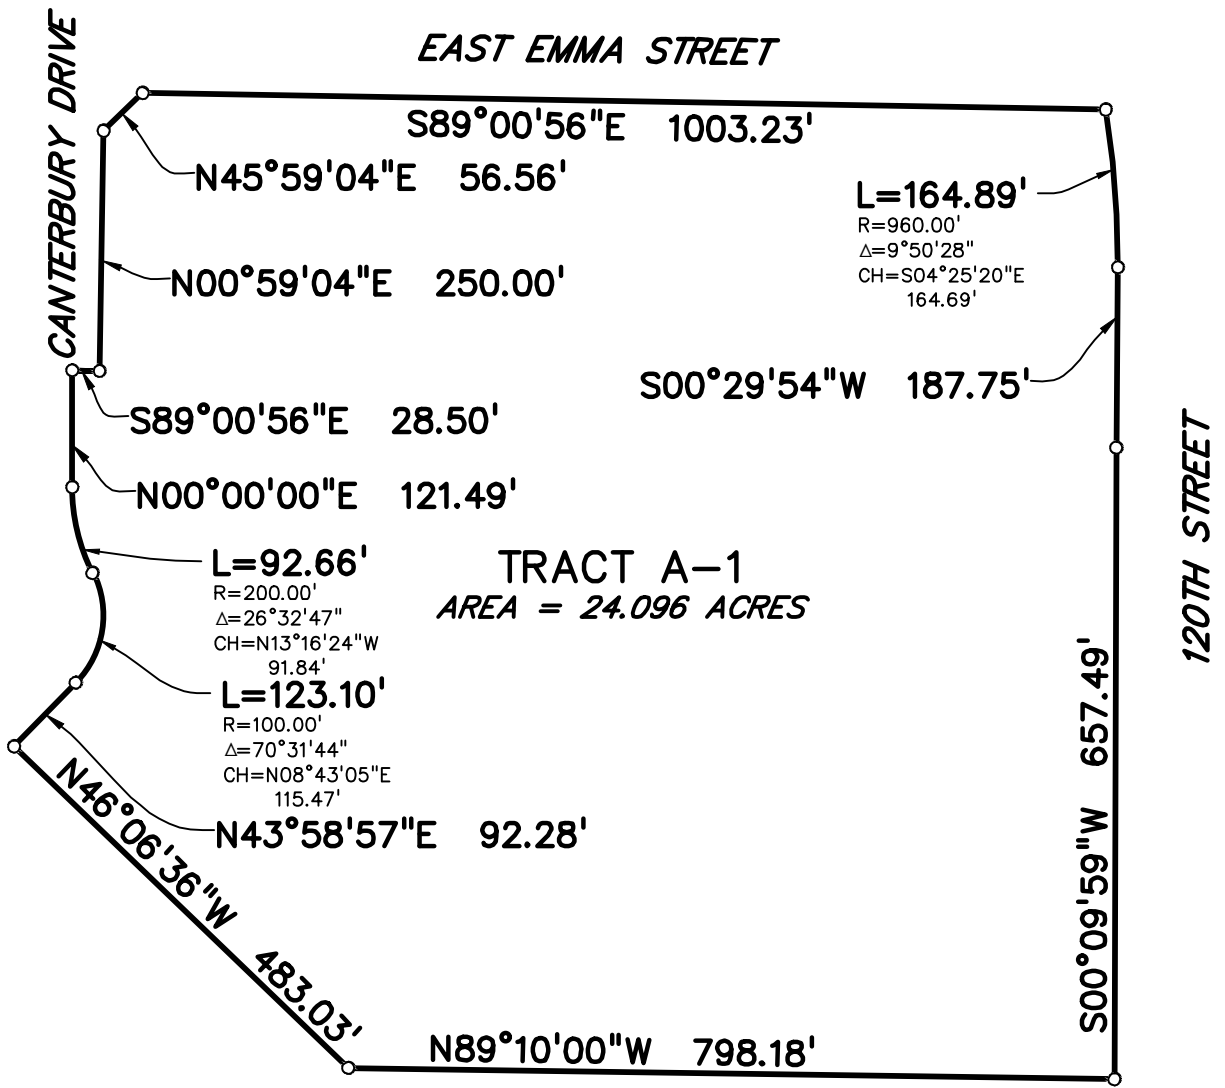 EAST EMMA STREET
CANTERBURY DRIVE
S89°00'56"E 1003.23'
N45°59'04"E 56.56'
L=164.89'
R=960.00'
Δ=9°50'28"
CH=S04°25'20"E
164.69'
N00°59'04"E 250.00'
S00°29'54"W 187.75'
S89°00'56"E 28.50'
120TH STREET
N00°00'00"E 121.49'
L=92.66'
R=200.00'
Δ=26°32'47"
CH=N13°16'24"W
91.84'
TRACT A-1
AREA = 24.096 ACRES
L=123.10'
R=100.00'
Δ=70°31'44"
CH=N08°43'05"E
115.47'
N43°58'57"E 92.28'
N46°06'36"W 483.03'
S00°09'59"W 657.49'
N89°10'00"W 798.18'